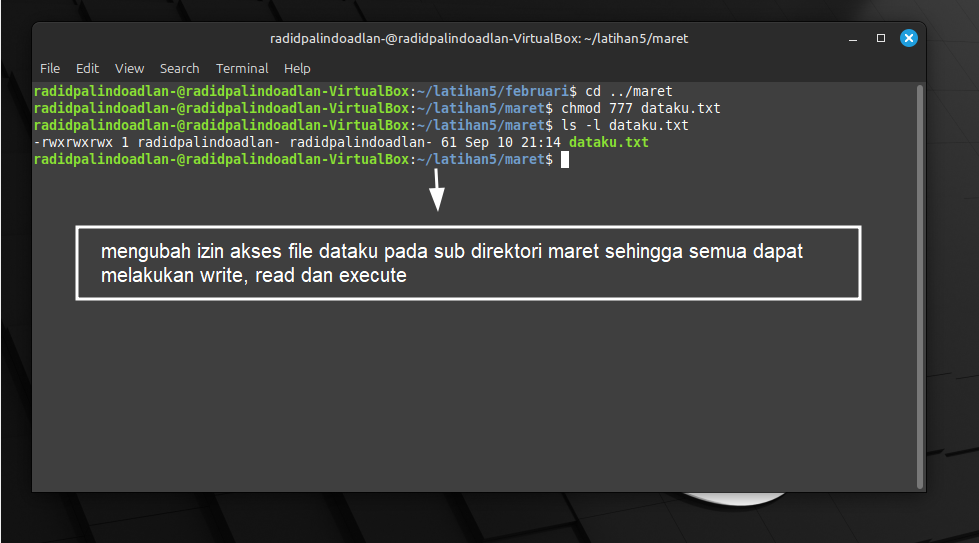 radidpalindoadlan-@radidpalindoadlan-VirtualBox: ~/latihan5/maret
File Edit View Search Terminal Help
radidpalindoadlan-@radidpalindoadlan-VirtualBox:~/latihan5/februari$ cd ../maret
radidpalindoadlan-@radidpalindoadlan-VirtualBox:~/latihan5/maret$ chmod 777 dataku.txt
radidpalindoadlan-@radidpalindoadlan-VirtualBox:~/latihan5/maret$ ls -l dataku.txt
-rwxrwxrwx 1 radidpalindoadlan- radidpalindoadlan- 61 Sep 10 21:14 dataku.txt
radidpalindoadlan-@radidpalindoadlan-VirtualBox:~/latihan5/maret$
mengubah izin akses file dataku pada sub direktori maret sehingga semua dapat
melakukan write, read dan execute